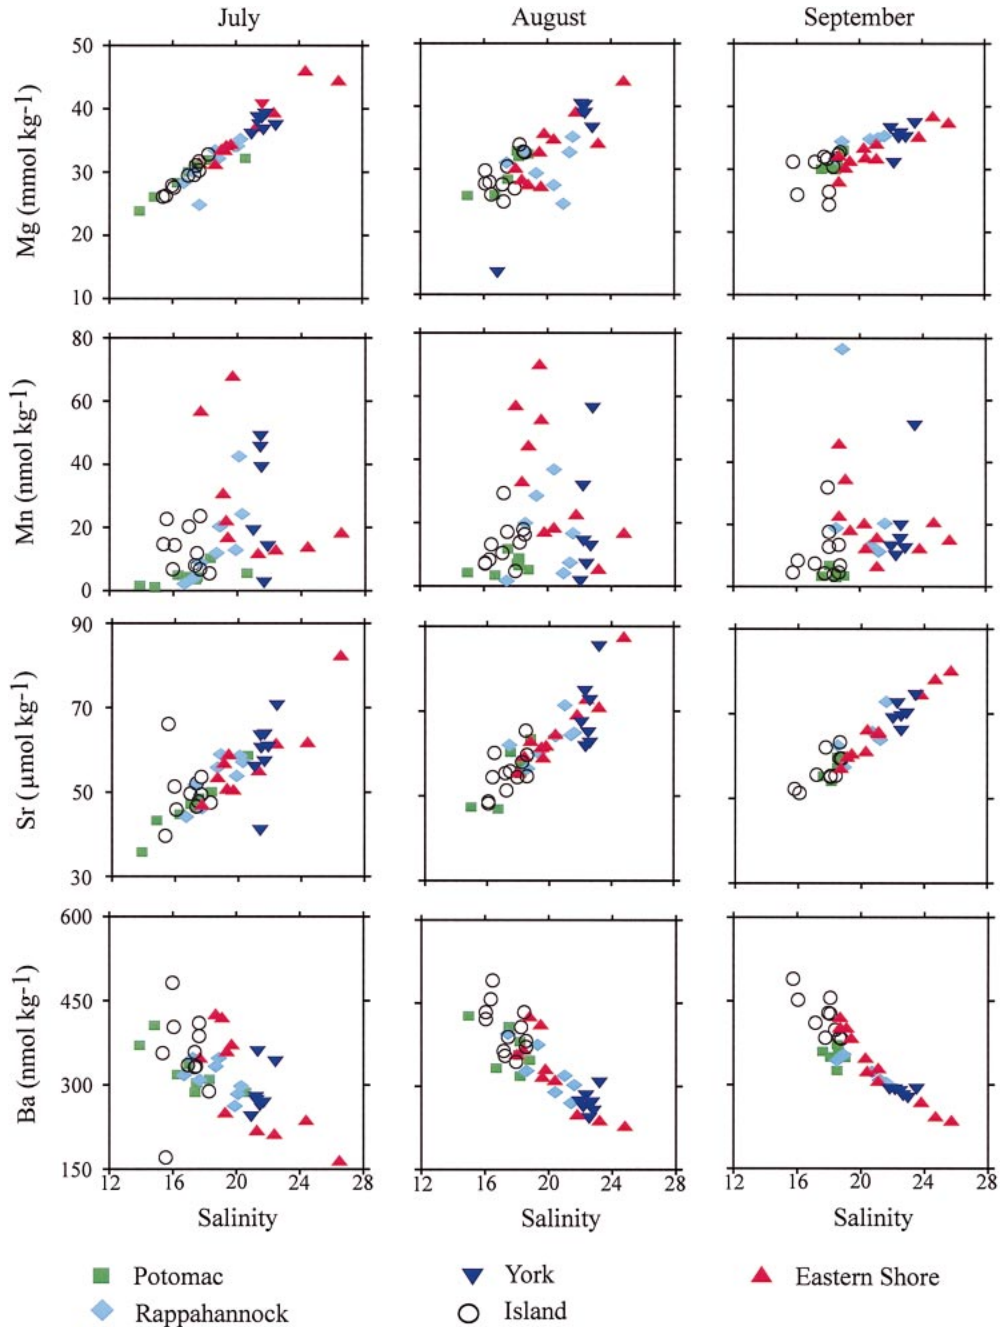 July August September
Mg (mmol kg-1)
50
40
30
20
10
Mn (nmol kg-1)
80
60
40
20
0
Sr (µmol kg-1)
90
70
50
30
Ba (nmol kg-1)
600
450
300
150
12 16 20 24 28 12 16 20 24 28 12 16 20 24 28
Salinity Salinity Salinity
Potomac York Eastern Shore
Rappahannock Island